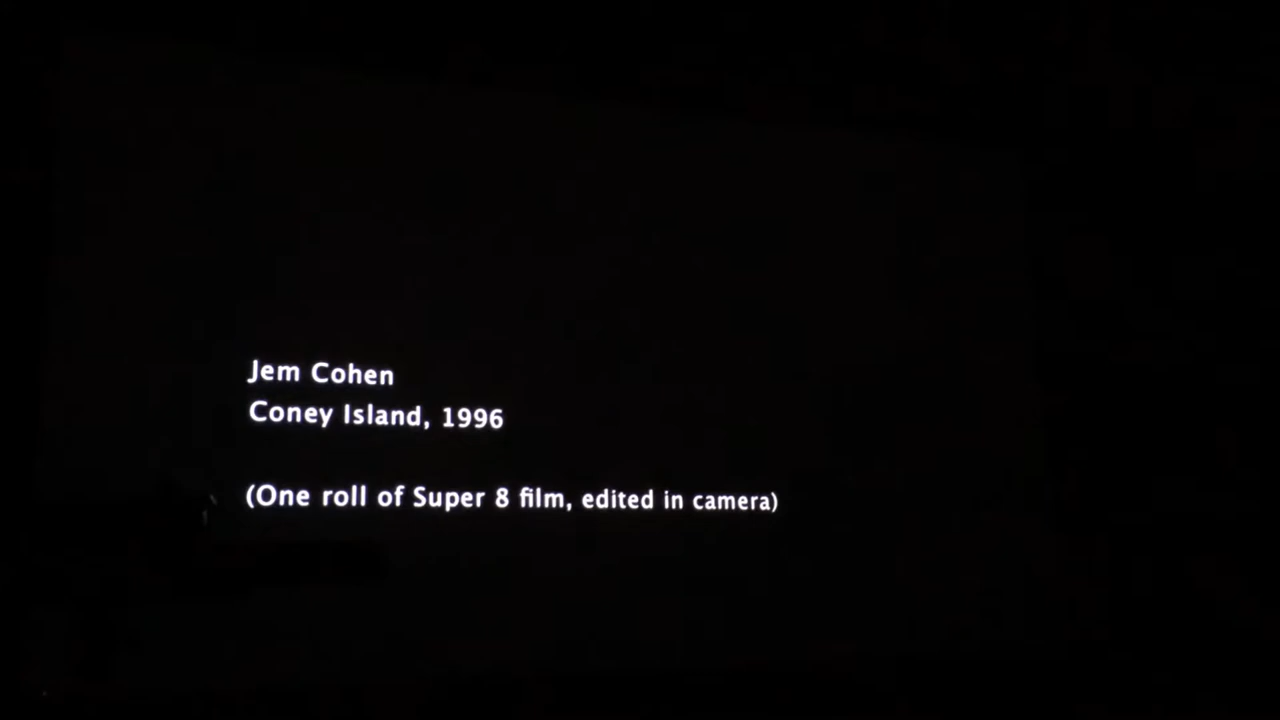 Jem Cohen
Coney Island, 1996
(One roll of Super 8 film, edited in camera)